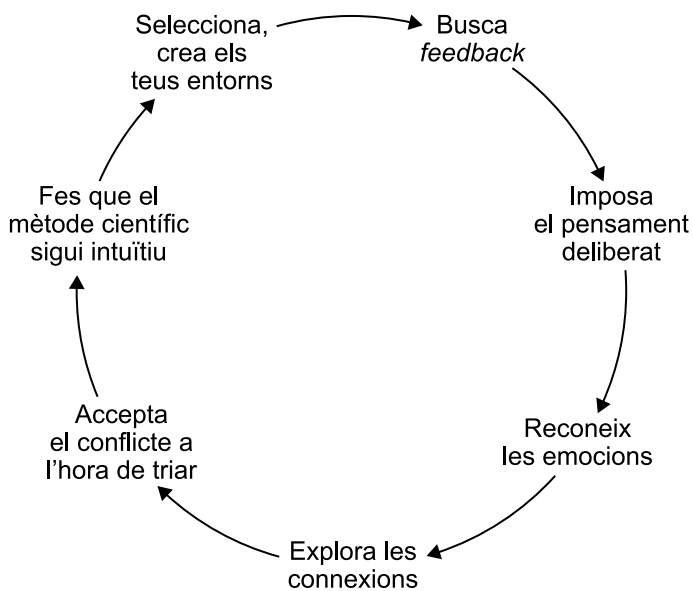 Selecciona,
crea els
teus entorns
Busca
feedback
Imposa
el pensament
deliberat
Reconeix
les emocions
Explora les
connexions
Accepta
el conflicte a
l’hora de triar
Fes que el
mètode científic
sigui intuïtiu